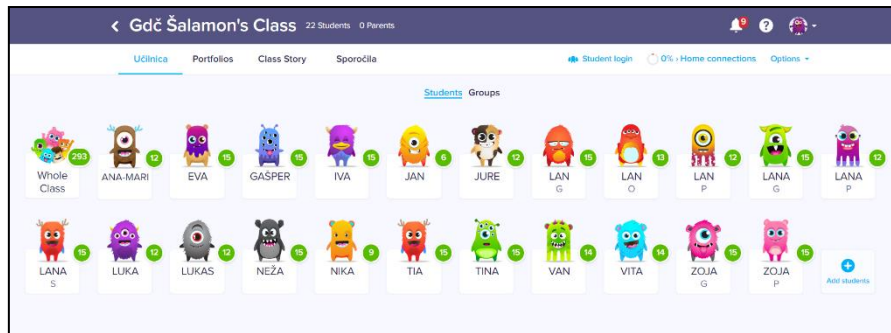 Gdč Šalamon's Class 22 Students 0 Parents 9
Učilnica Portfolios Class Story Sporočila Student login 0% Home connections Options
Students Groups
293 12 15 15 15 6 12 15 13 12 15 12
Whole Class ANA-MARI EVA GAŠPER IVA JAN JURE LAN G LAN O LAN P LANA G LANA P
15 12 12 15 9 15 15 14 14 15 15
LANA S LUKA LUKAS NEŽA NIKA TIA TINA VAN VITA ZOJA G ZOJA P Add students